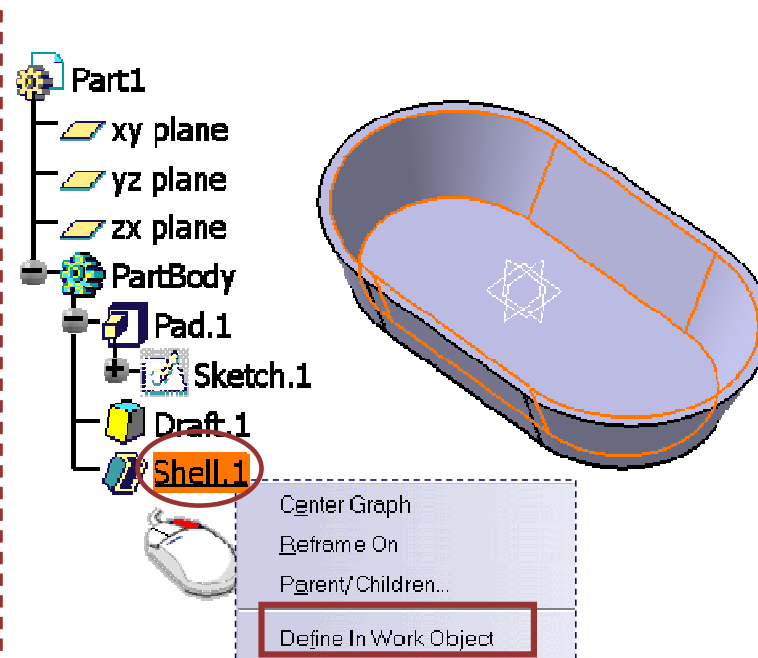 Part1
xy plane
yz plane
zx plane
PartBody
Pad.1
Sketch.1
Draft.1
Shell.1
Center Graph
Reframe On
Parent/Children...
Define In Work Object